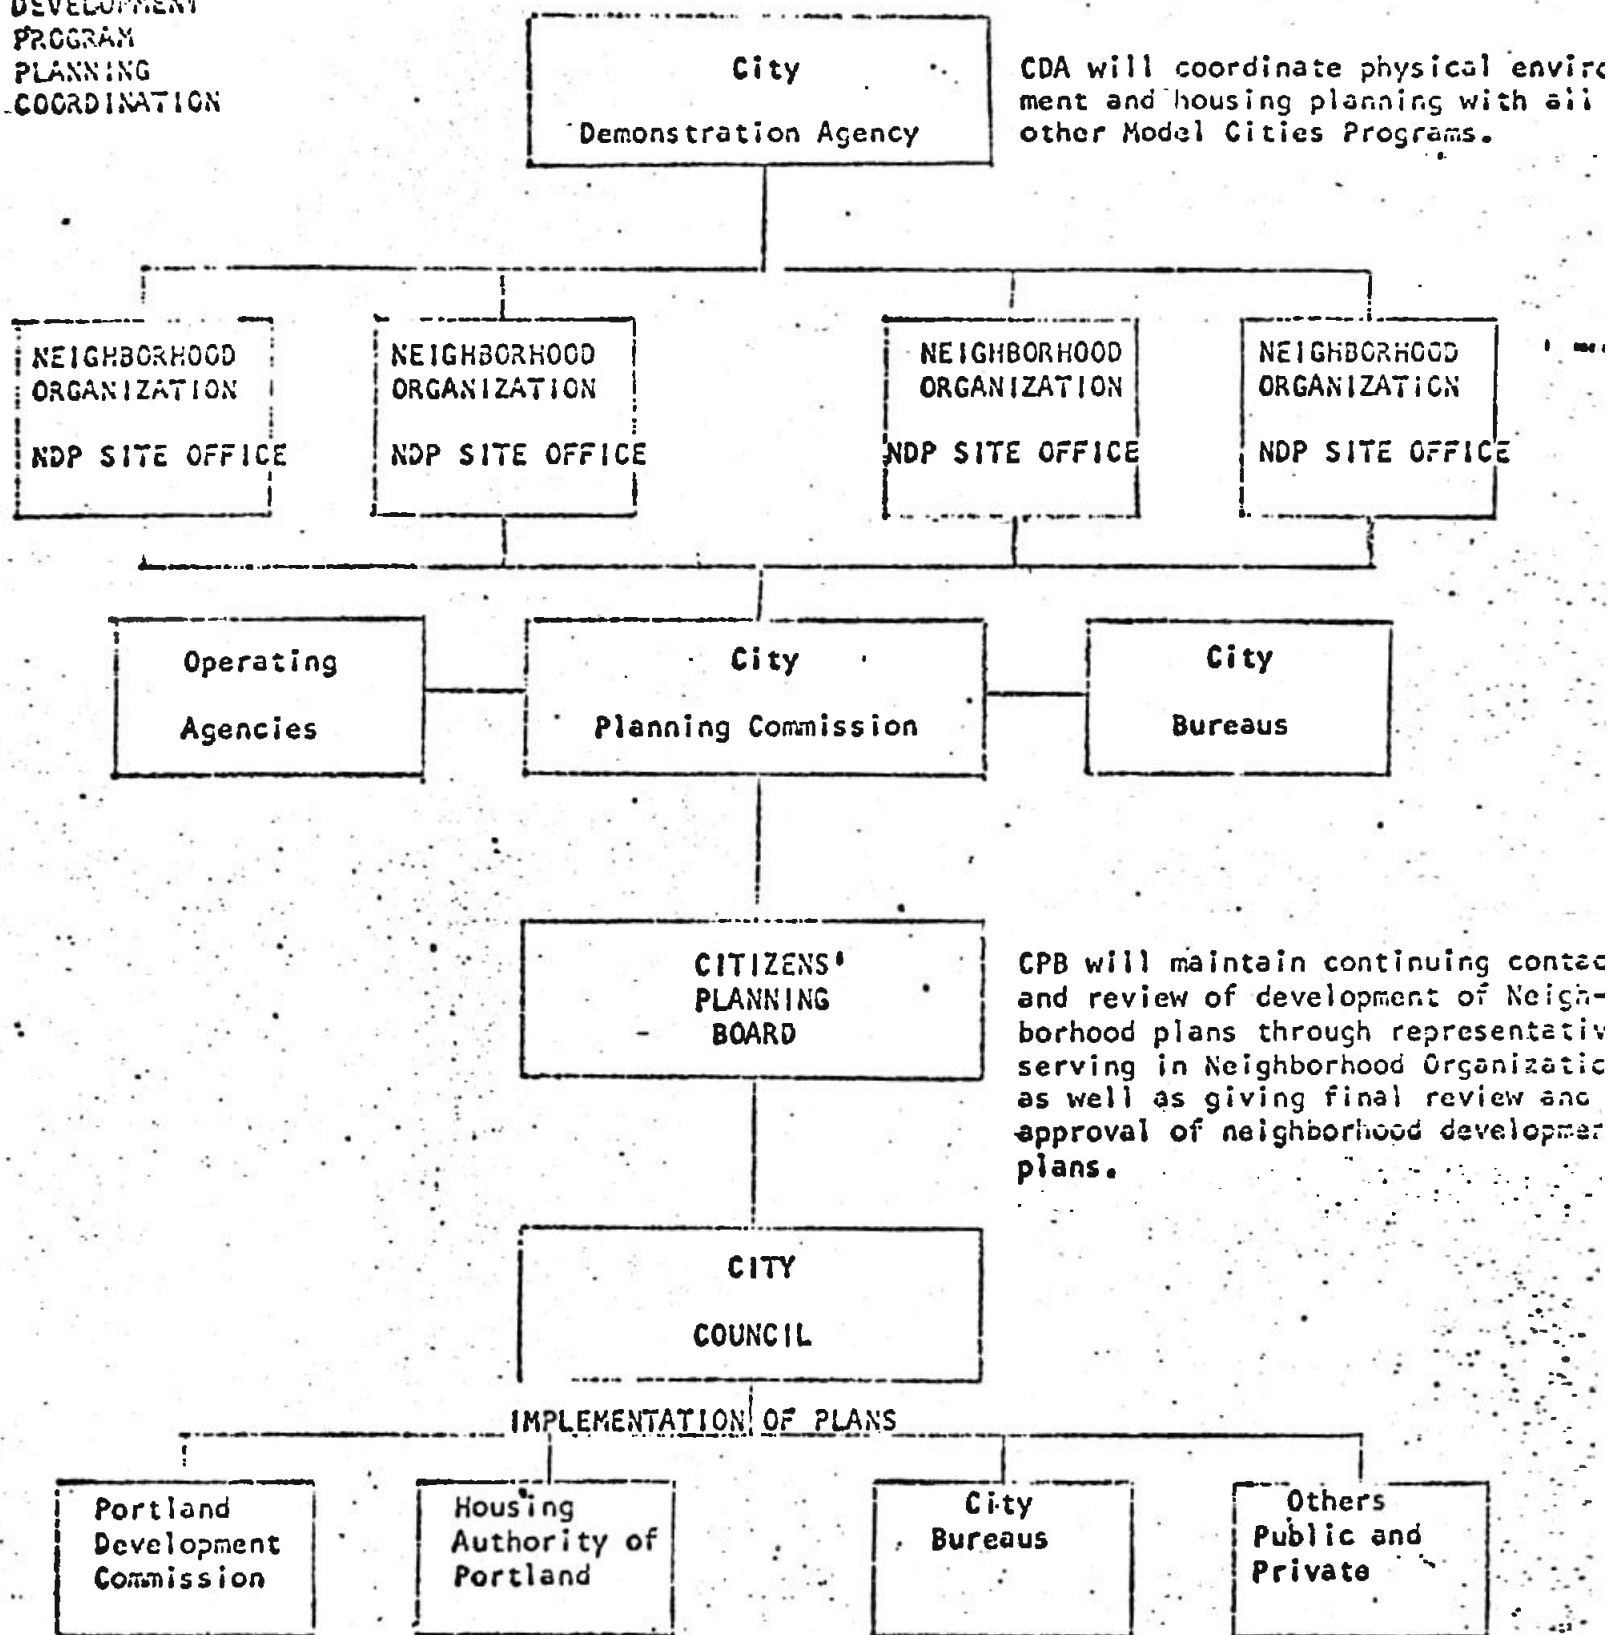 DEVELOPMENT
PROGRAM
PLANNING
COORDINATION
City
Demonstration Agency
CDA will coordinate physical enviro
ment and housing planning with all
other Model Cities Programs.
NEIGHBORHOOD
ORGANIZATION
NDP SITE OFFICE
NEIGHBORHOOD
ORGANIZATION
NDP SITE OFFICE
NEIGHBORHOOD
ORGANIZATION
NDP SITE OFFICE
NEIGHBORHOOD
ORGANIZATION
NDP SITE OFFICE
Operating
Agencies
City
Planning Commission
City
Bureaus
CITIZENS'
PLANNING
BOARD
CPB will maintain continuing contac
and review of development of Neigh-
borhood plans through representativ
serving in Neighborhood Organizatio
as well as giving final review and
approval of neighborhood developmen
plans.
CITY
COUNCIL
IMPLEMENTATION OF PLANS
Portland
Development
Commission
Housing
Authority of
Portland
City
Bureaus
Others
Public and
Private